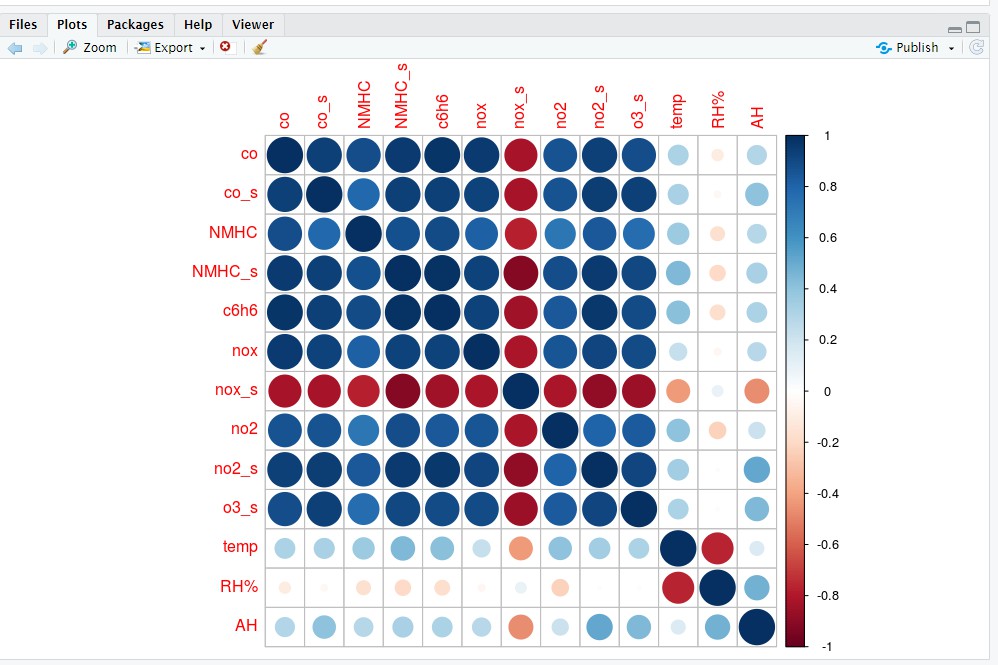 Files Plots Packages Help Viewer
Zoom Export Publish
co co_s NMHC NMHC_s c6h6 nox nox_s no2 no2_s o3_s temp RH% AH
co
co_s
NMHC
NMHC_s
c6h6
nox
nox_s
no2
no2_s
o3_s
temp
RH%
AH
1
0.8
0.6
0.4
0.2
0
-0.2
-0.4
-0.6
-0.8
-1